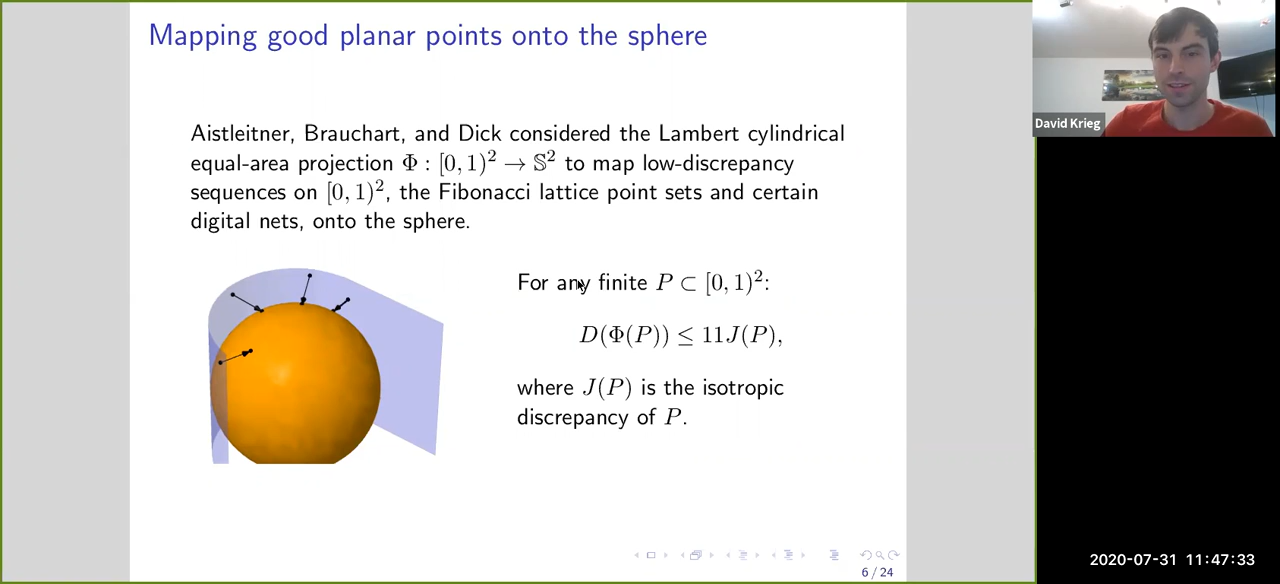 Mapping good planar points onto the sphere
Aistleitner, Brauchart, and Dick considered the Lambert cylindrical
equal-area projection Φ : [0, 1)² → 𝕊² to map low-discrepancy
sequences on [0, 1)², the Fibonacci lattice point sets and certain
digital nets, onto the sphere.
For any finite P ⊂ [0, 1)²:
D(Φ(P)) ≤ 11J(P),
where J(P) is the isotropic
discrepancy of P.
6 / 24
David Krieg
2020-07-31 11:47:33